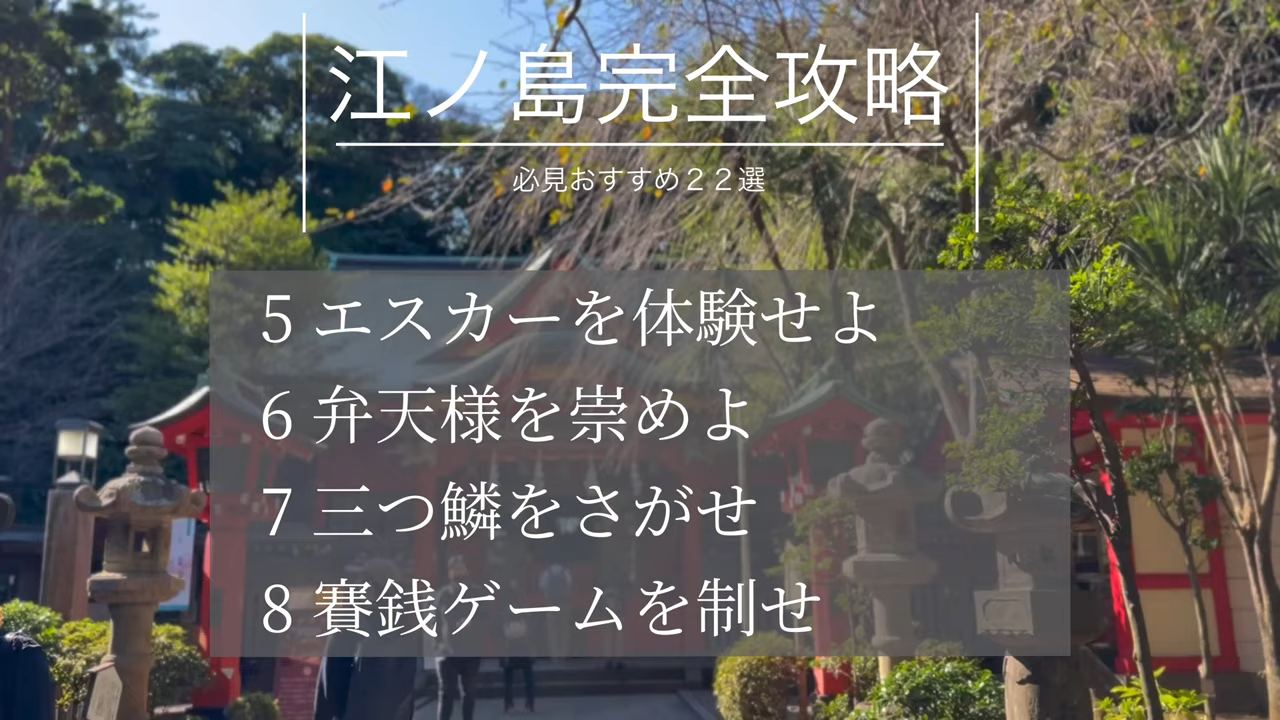 江ノ島完全攻略
必見おすすめ２２選
5 エスカーを体験せよ
6 弁天様を崇めよ
7 三つ鱗をさがせ
8 賽銭ゲームを制せ